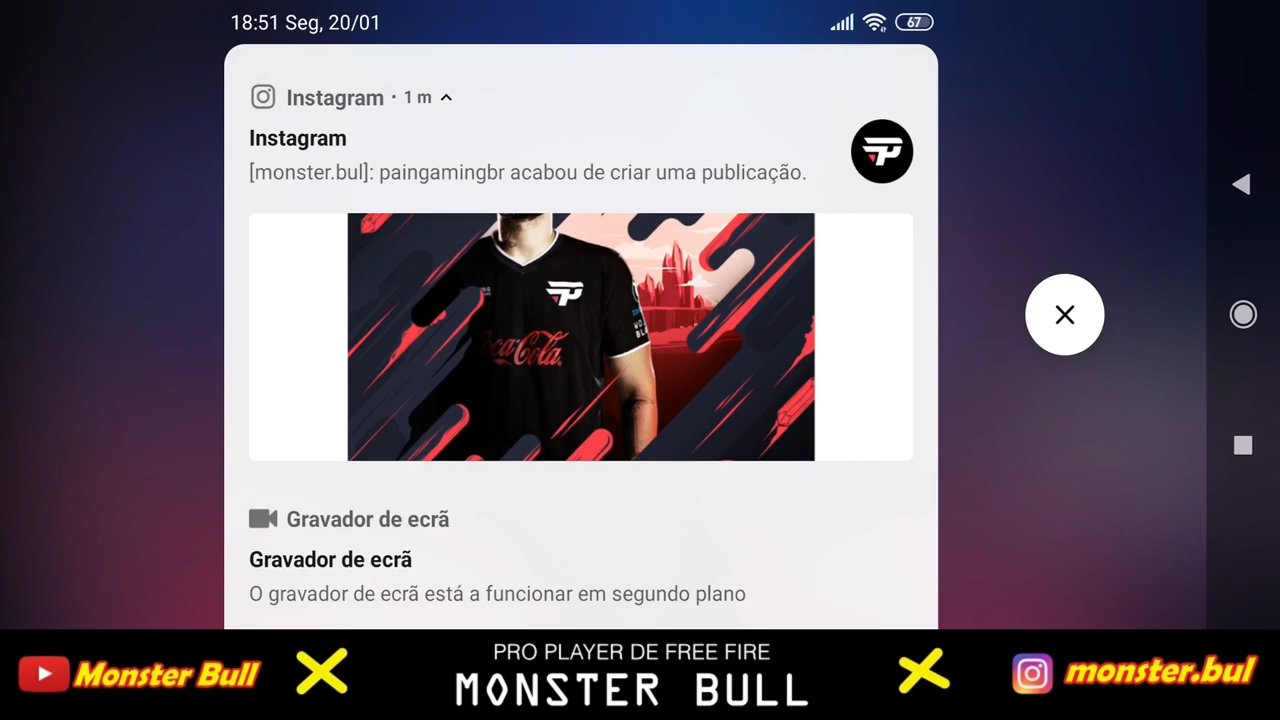 18:51 Seg, 20/01
67
Instagram · 1 m
Instagram
[monster.bul]: paingamingbr acabou de criar uma publicação.
Coca-Cola
Gravador de ecrã
Gravador de ecrã
O gravador de ecrã está a funcionar em segundo plano
PRO PLAYER DE FREE FIRE
Monster Bull
MONSTER BULL
monster.bul